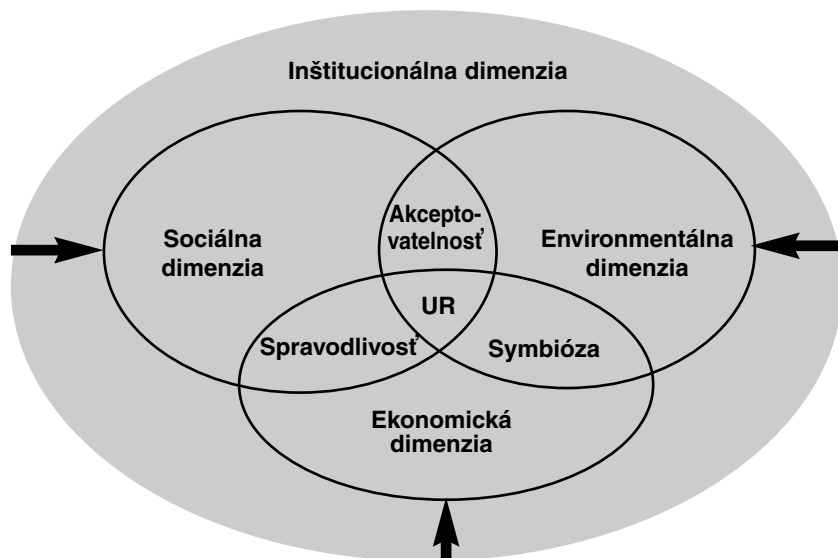 Inštitucionálna dimenzia
Akcepto-
vatelnosť
Sociálna
dimenzia
Environmentálna
dimenzia
UR
Spravodlivosť
Symbióza
Ekonomická
dimenzia